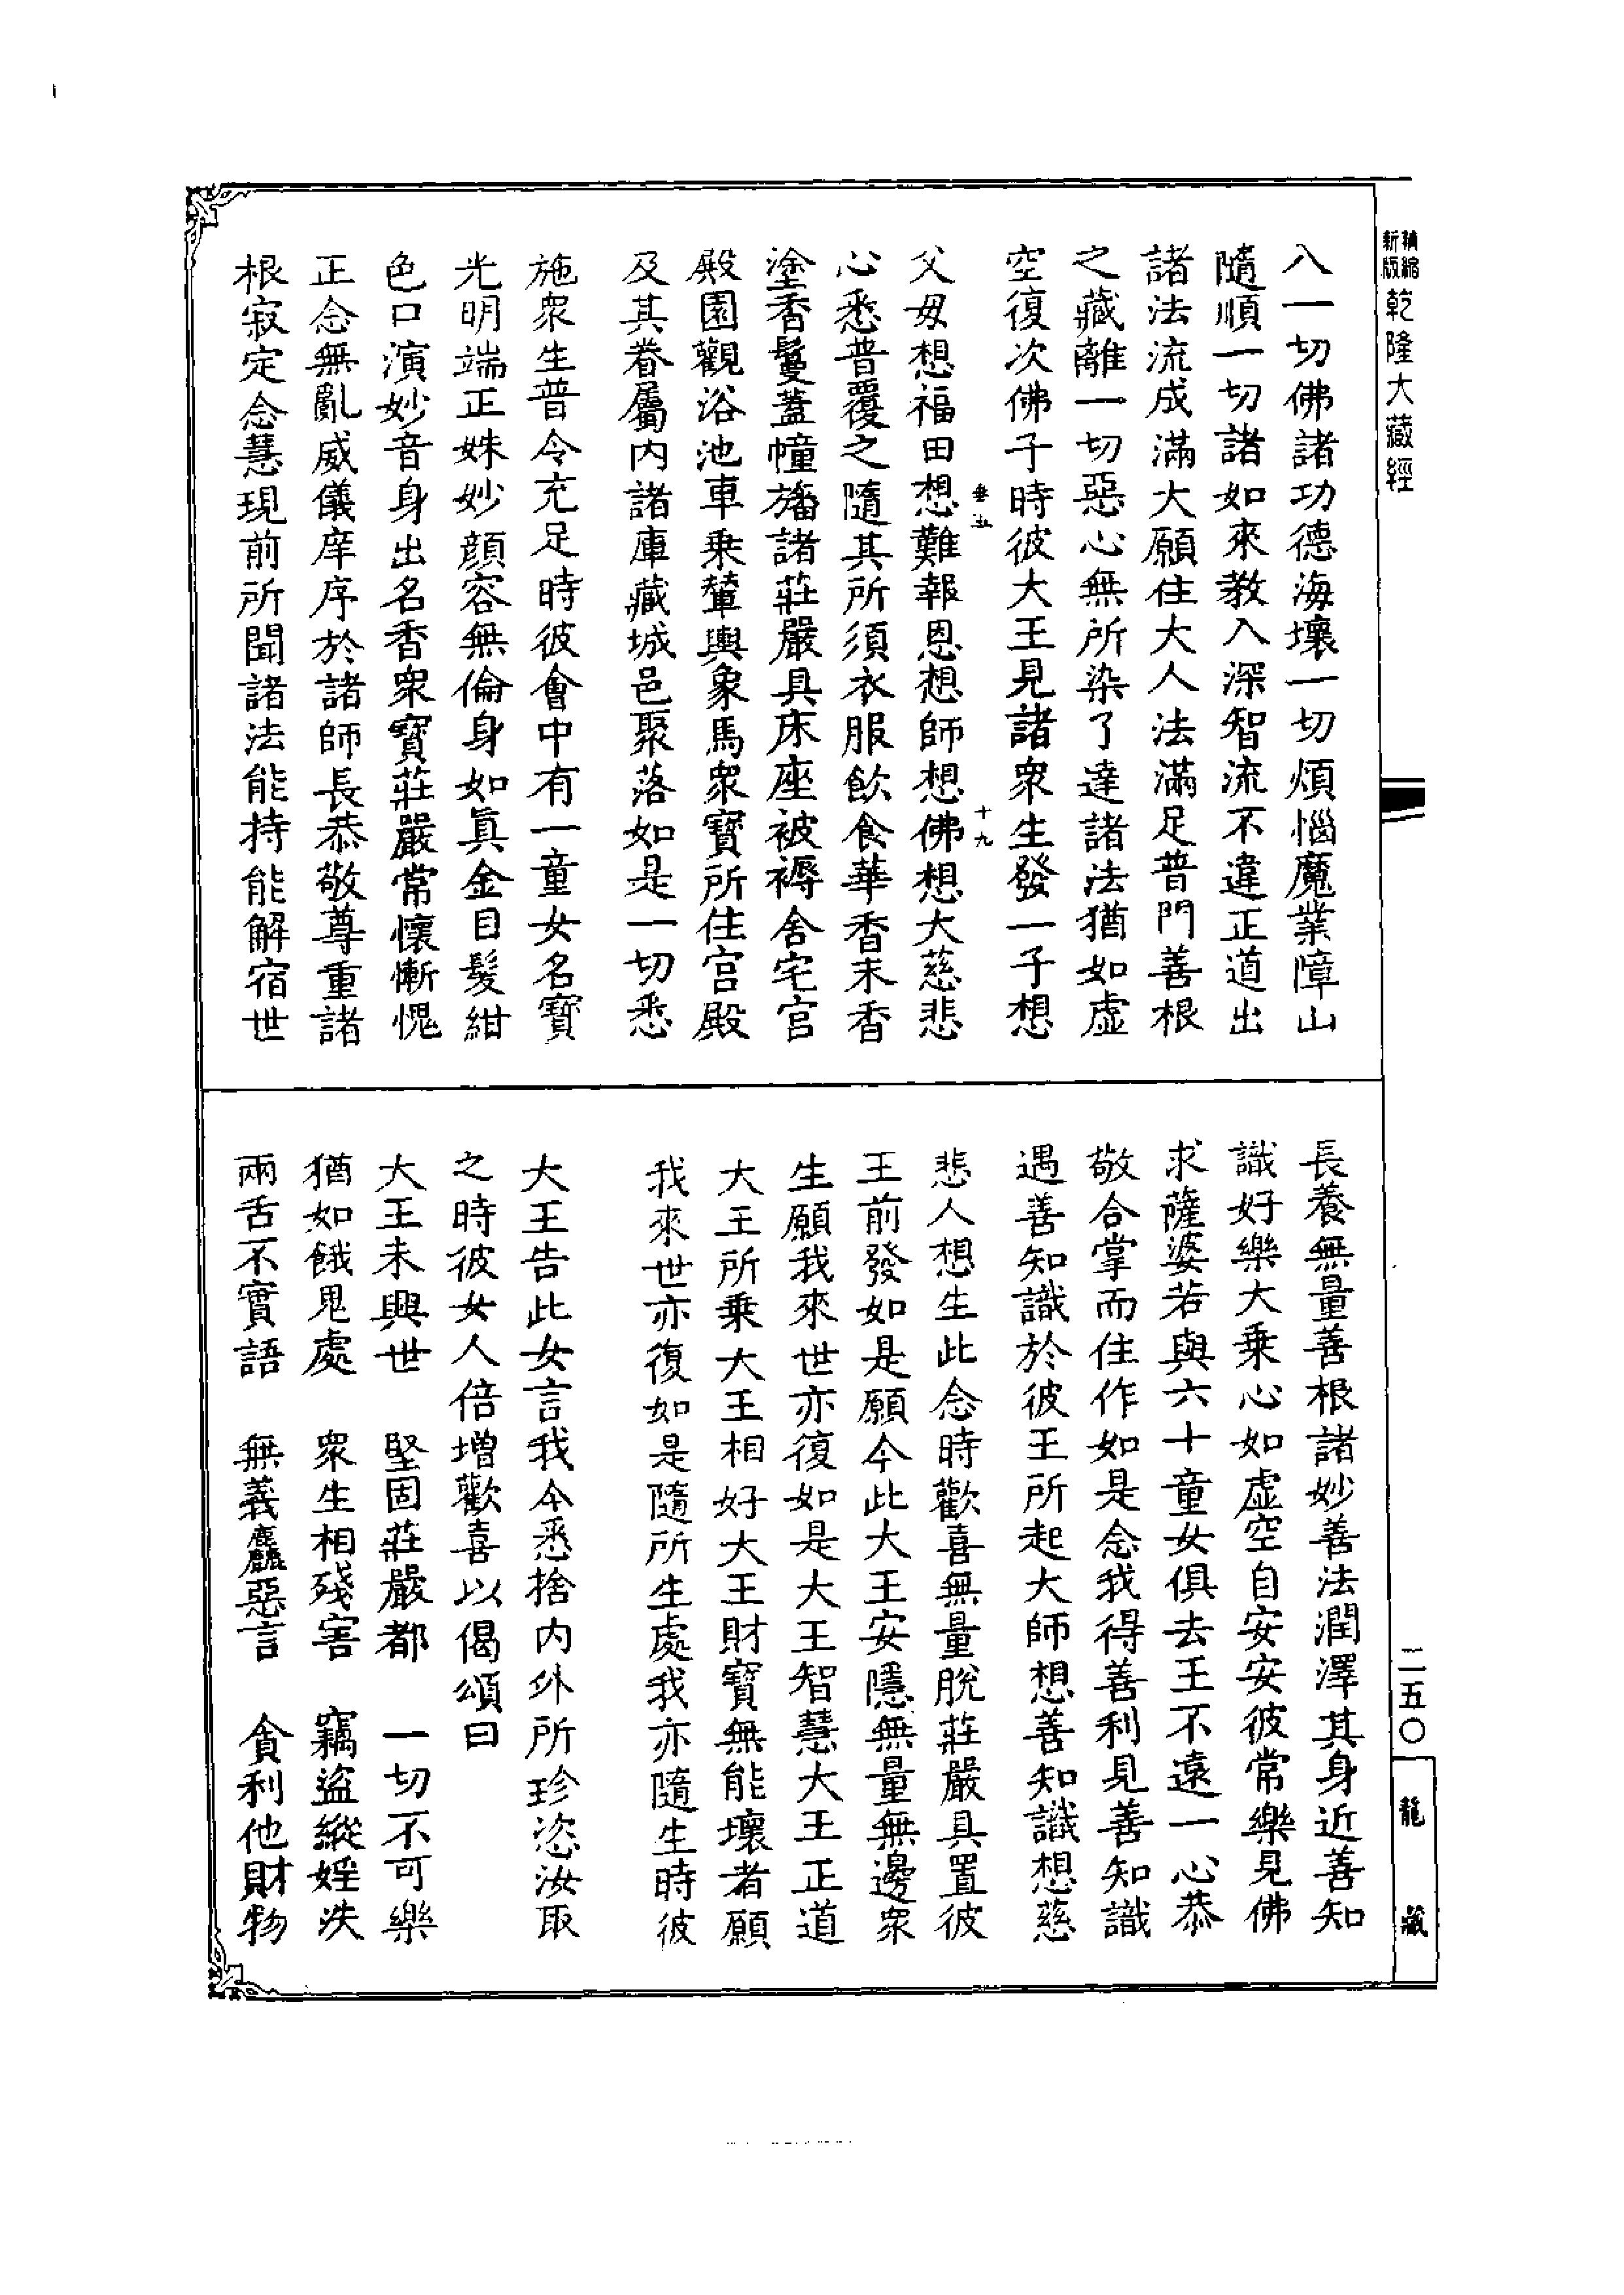 新版
精縮
乾隆大藏經
二五〇
龍藏
入一切佛諸功德海壞一切煩惱魔業障山
隨順一切諸如來教入深智流不違正道出
諸法流成滿大願住大人法滿足普門善根
之藏離一切惡心無所染了達諸法猶如虛
空復次佛子時彼大王見諸衆生發一子想
垂五
十九
父母想福田想難報恩想師想佛想大慈悲
心悉普覆之隨其所須衣服飲食華香末香
塗香鬘蓋幢旛諸莊嚴具床座被褥舍宅宮
殿園觀浴池車乗輦輿象馬衆寶所住宮殿
及其眷屬內諸庫藏城邑聚落如是一切悉
施衆生普令充足時彼會中有一童女名寶
光明端正姝妙顏容無倫身如眞金目髮紺
色口演妙音身出名香衆寶莊嚴常懷慚愧
正念無亂威儀庠序於諸師長恭敬尊重諸
根寂定念慧現前所聞諸法能持能解宿世
長養無量善根諸妙善法潤澤其身近善知
識好樂大乗心如虛空自安安彼常樂見佛
求薩婆若與六十童女俱去王不遠一心恭
敬合掌而住作如是念我得善利見善知識
遇善知識於彼王所起大師想善知識想慈
悲人想生此念時歡喜無量脫莊嚴具置彼
王前發如是願今此大王安隱無量無邊衆
生願我來世亦復如是大王智慧大王正道
大王所乗大王相好大王財寶無能壞者願
我來世亦復如是隨所生處我亦隨生時彼
大王告此女言我今悉捨內外所珍恣汝取
之時彼女人倍增歡喜以偈頌曰
大王未興世　堅固莊嚴都　一切不可樂
猶如餓鬼處　衆生相殘害　竊盜縱婬泆
兩舌不實語　無義麤惡言　貪利他財物